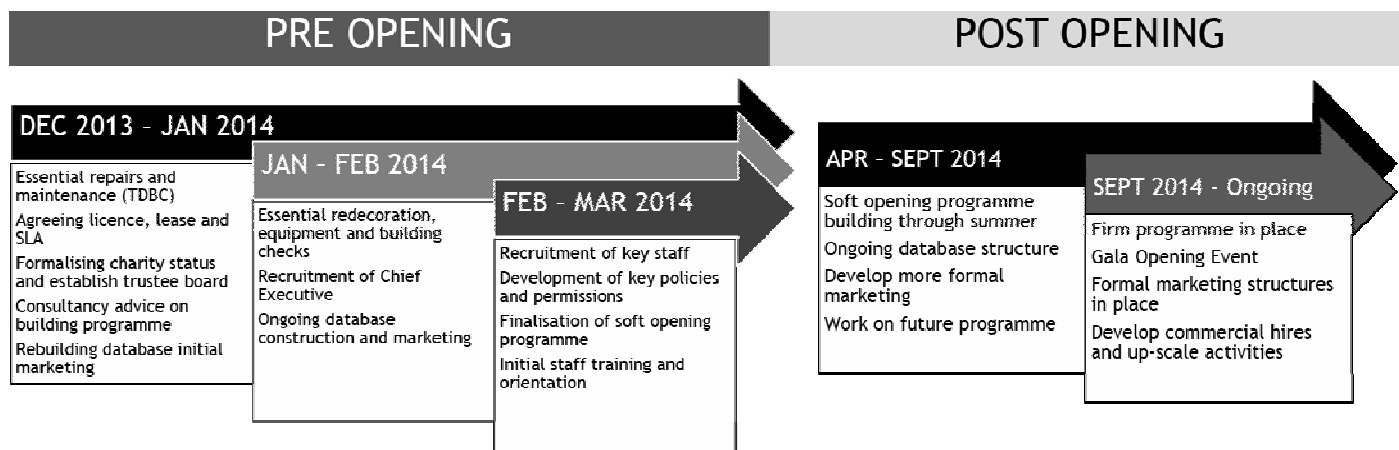 PRE OPENING
POST OPENING
DEC 2013 – JAN 2014
Essential repairs and
maintenance (TDBC)
Agreeing licence, lease and
SLA
Formalising charity status
and establish trustee board
Consultancy advice on
building programme
Rebuilding database initial
marketing
JAN – FEB 2014
Essential redecoration,
equipment and building
checks
Recruitment of Chief
Executive
Ongoing database
construction and marketing
FEB – MAR 2014
Recruitment of key staff
Development of key policies
and permissions
Finalisation of soft opening
programme
Initial staff training and
orientation
APR – SEPT 2014
Soft opening programme
building through summer
Ongoing database structure
Develop more formal
marketing
Work on future programme
SEPT 2014 - Ongoing
Firm programme in place
Gala Opening Event
Formal marketing structures
in place
Develop commercial hires
and up-scale activities